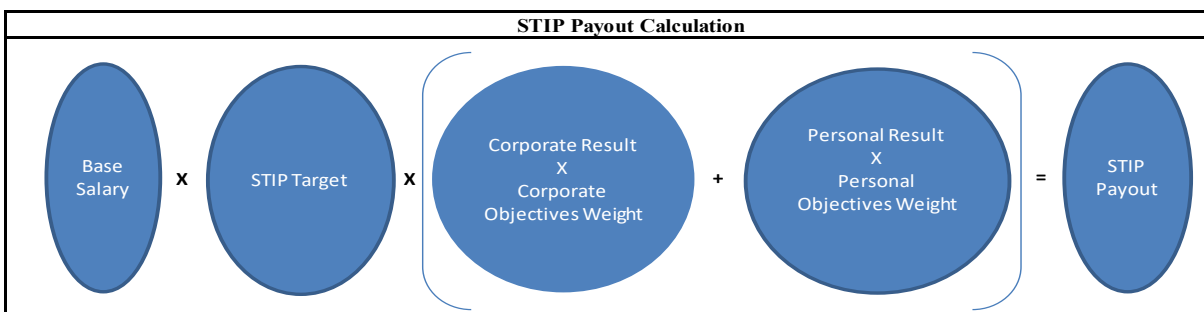 STIP Payout Calculation
Base
Salary
X
STIP Target
X
Corporate Result
X
Corporate
Objectives Weight
+
Personal Result
X
Personal
Objectives Weight
=
STIP
Payout